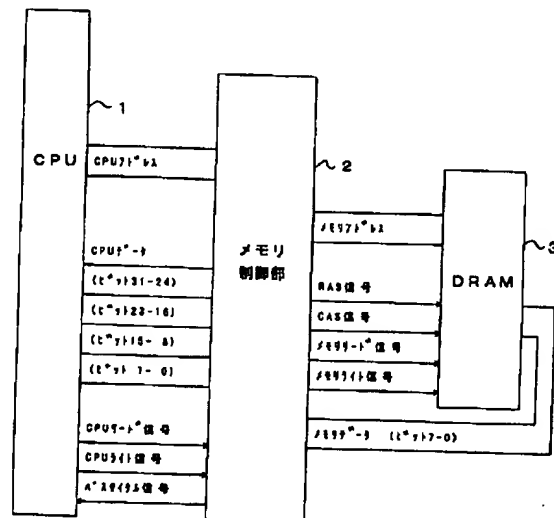 1
CPU
CPUアドレス
2
メモリアドレス
3
メモリ
制御部
DRAM
CPUデータ
(ビット31-24)
(ビット23-16)
(ビット15- 8)
(ビット 7- 0)
RAS信号
CAS信号
メモリリード信号
メモリライト信号
メモリデータ (ビット7-0)
CPUリード信号
CPUライト信号
バスサイクル信号